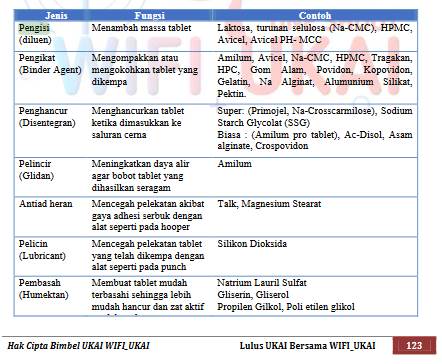 Jenis Fungsi Contoh
Pengisi Menambah massa tablet Laktosa, turunan selulosa (Na-CMC), HPMC,
(diluen) Avicel, Avicel PH- MCG
Pengikat Mengompakkan atau Amilum, Avicel, Na-CMC, HPMC, Tragakan,
(Binder Agent) mengokohkan tablet yang HPC, Gom Alam, Povidon, Kopovidon,
dikempa Gelatin, Na Alginat, Alumunium Silikat,
Pektin.
Penghancur Menghancurkan tablet Super: (Primojel, Na-Crosscarmilose), Sodium
(Disentegran) ketika dimasukkan ke Starch Glycolat (SSG)
saluran cerna Biasa : (Amilum pro tablet), Ac-Disol, Asam
alginate, Crospovidon
Pelincir Meningkatkan daya alir Amilum
(Glidan) agar bobot tablet yang
dihasilkan seragam
Antiad heran Mencegah pelekatan akibat Talk, Magnesium Stearat
gaya adhesi serbuk dengan
alat seperti pada hooper
Pelicin Mencegah pelekatan tablet Silikon Dioksida
(Lubricant) yang telah dikempa dengan
alat seperti pada punch
Pembasah Membuat tablet mudah Natrium Lauril Sulfat
(Humektan) terbasahi sehingga lebih Gliserin, Gliserol
mudah hancur dan zat aktif Propilen Glikol, Poli etilen glikol
Hak Cipta Bimbel UKAI WIFI_UKAI Lulus UKAI Bersama WIFI_UKAI 123
WIFI UKAI